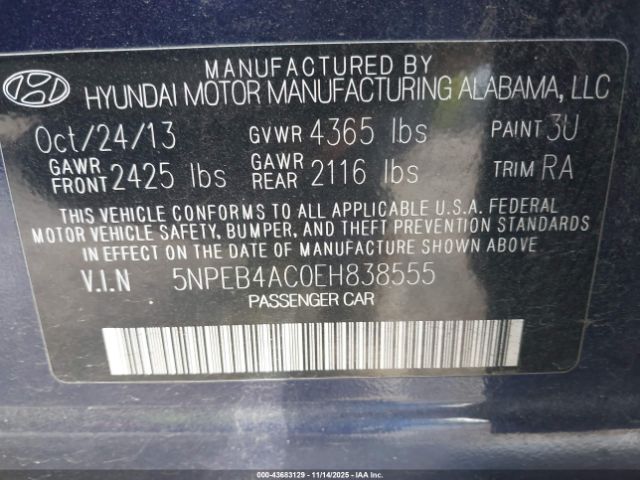 MANUFACTURED BY
HYUNDAI MOTOR MANUFACTURING ALABAMA, LLC
Oct/24/13 GVWR 4365 lbs PAINT 3U
GAWR FRONT 2425 lbs GAWR REAR 2116 lbs TRIM RA
THIS VEHICLE CONFORMS TO ALL APPLICABLE U.S.A. FEDERAL
MOTOR VEHICLE SAFETY, BUMPER, AND THEFT PREVENTION STANDARDS
IN EFFECT ON THE DATE OF MANUFACTURE SHOWN ABOVE
V.I.N 5NPEB4AC0EH838555
PASSENGER CAR
000-43683129 - 11/14/2025 - IAA, Inc.